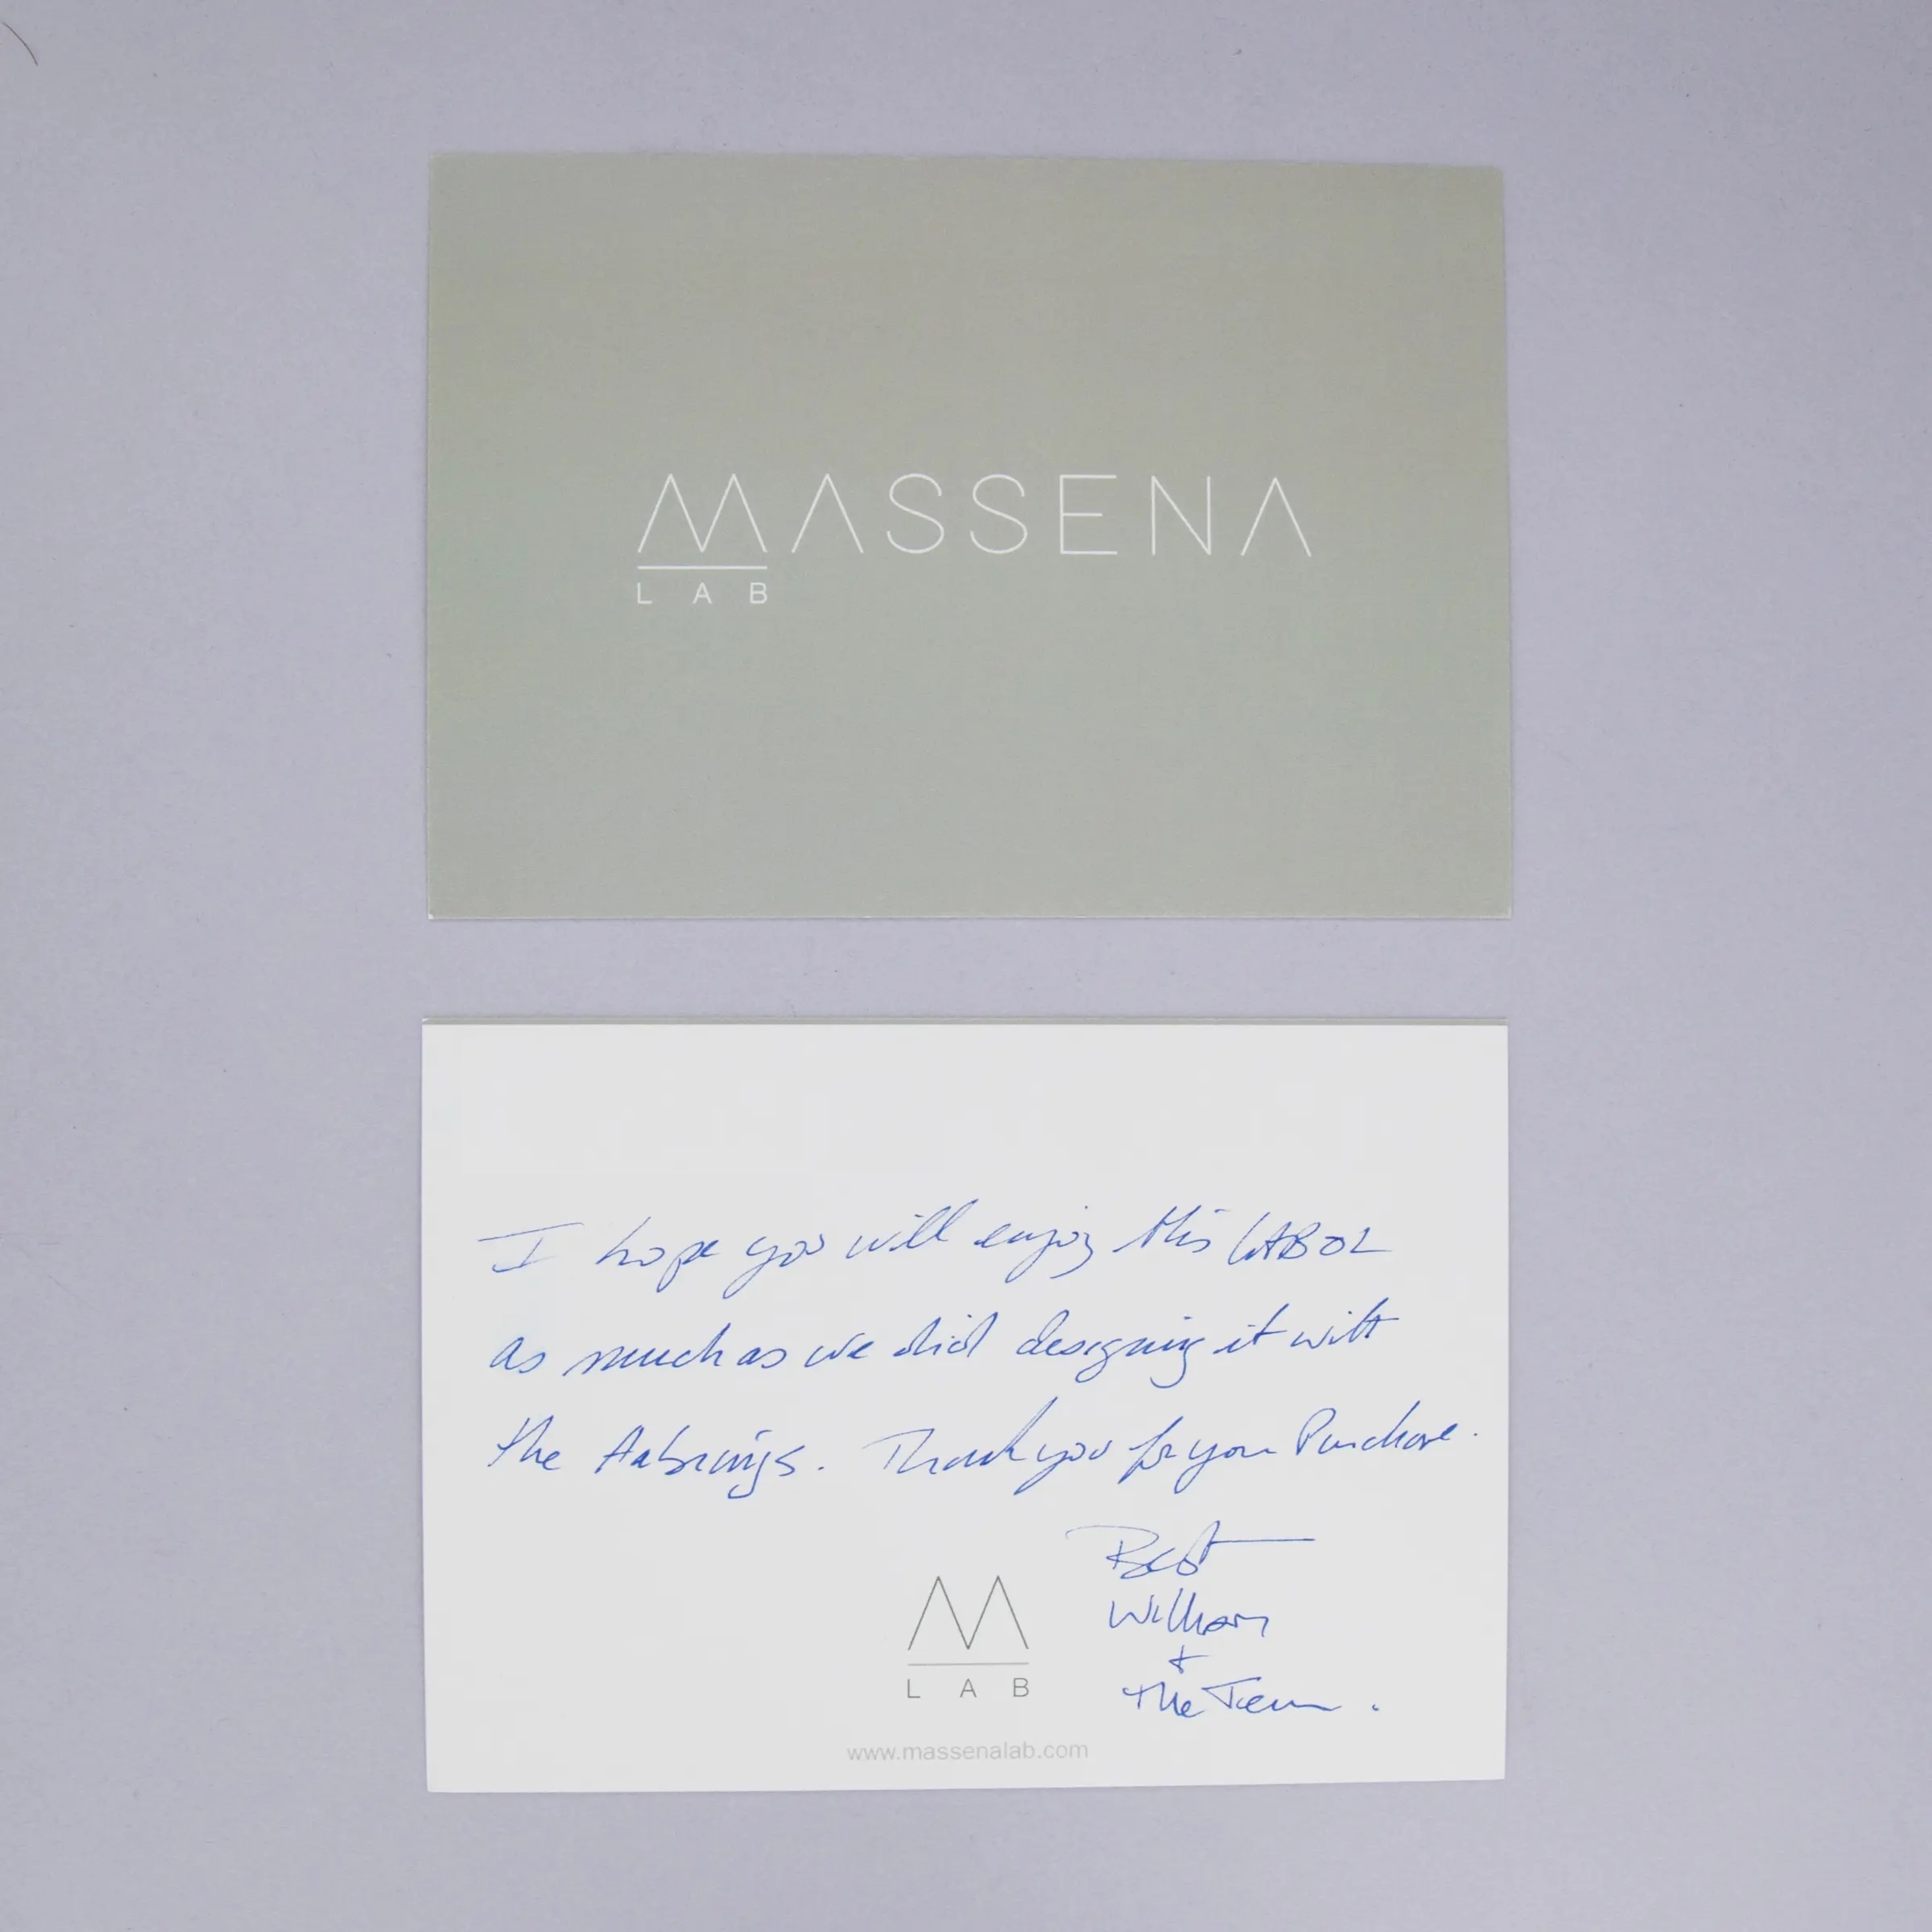 MASSENA
LAB
I hope you will enjoy this LAB02
as much as we did designing it with
the Habrings. Thank you for your Purchase.
Best
William
+
the Team.
M
LAB
www.massenalab.com